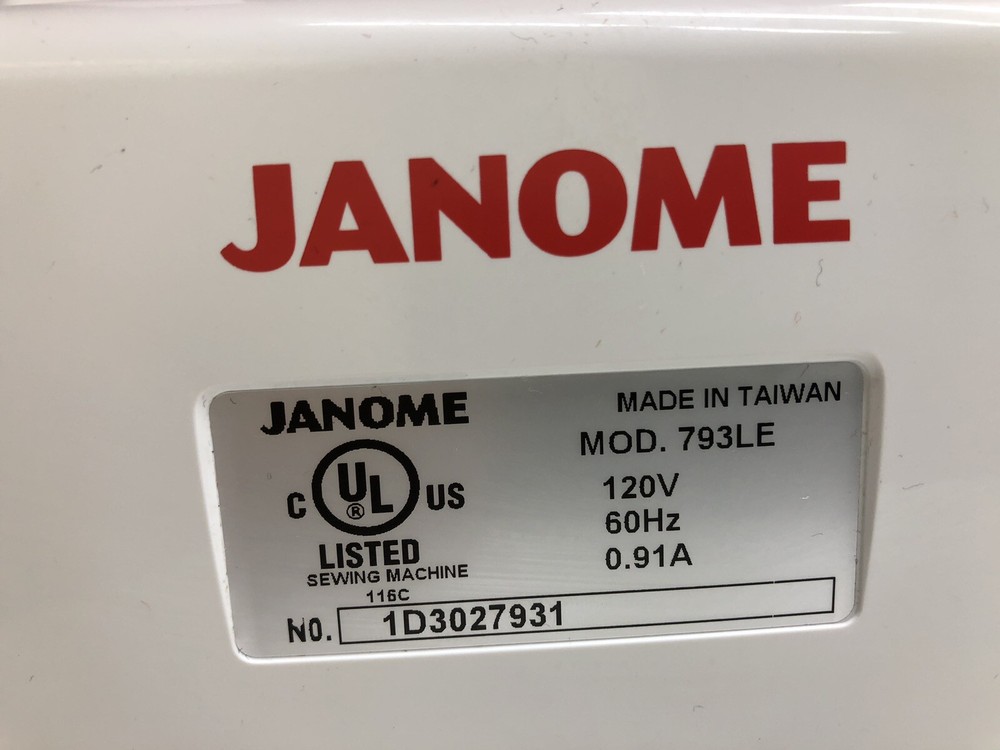 JANOME
JANOME
MADE IN TAIWAN
MOD. 793LE
C UL® US
120V
60Hz
0.91A
LISTED
SEWING MACHINE
116C
NO. 1D3027931